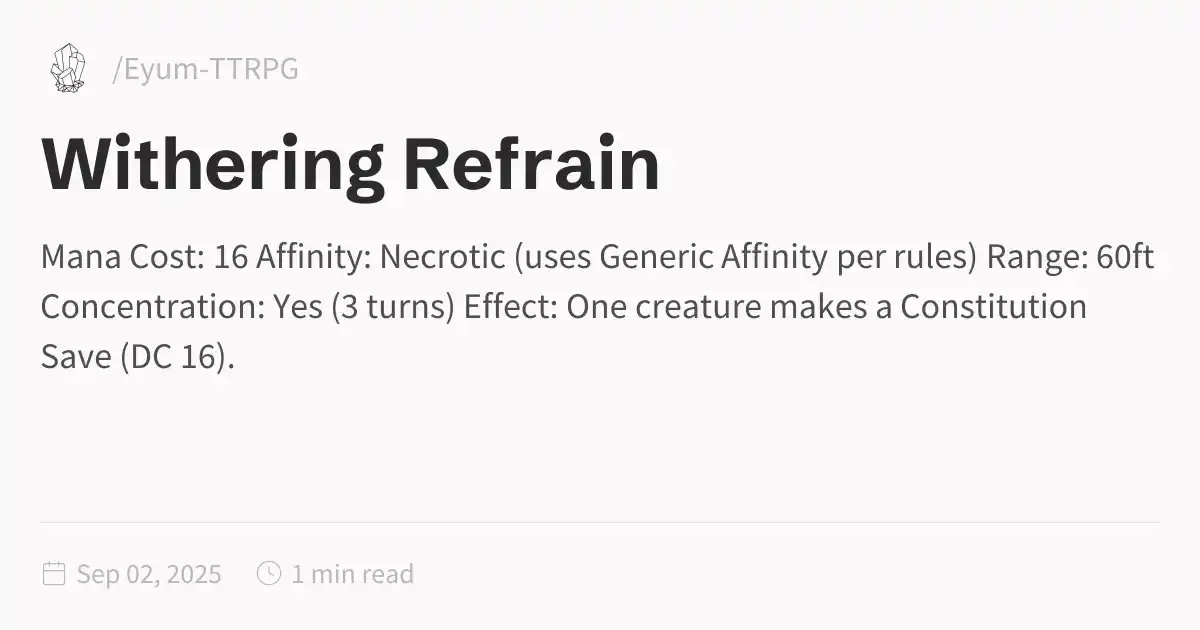 /Eyum-TTRPG
Withering Refrain
Mana Cost: 16 Affinity: Necrotic (uses Generic Affinity per rules) Range: 60ft
Concentration: Yes (3 turns) Effect: One creature makes a Constitution
Save (DC 16).
Sep 02, 2025 1 min read